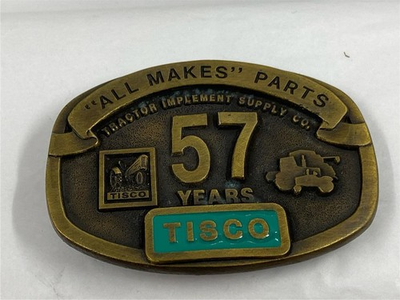 "ALL MAKES" PARTS
TRACTOR IMPLEMENT SUPPLY CO.
57
YEARS
TISCO
TISCO